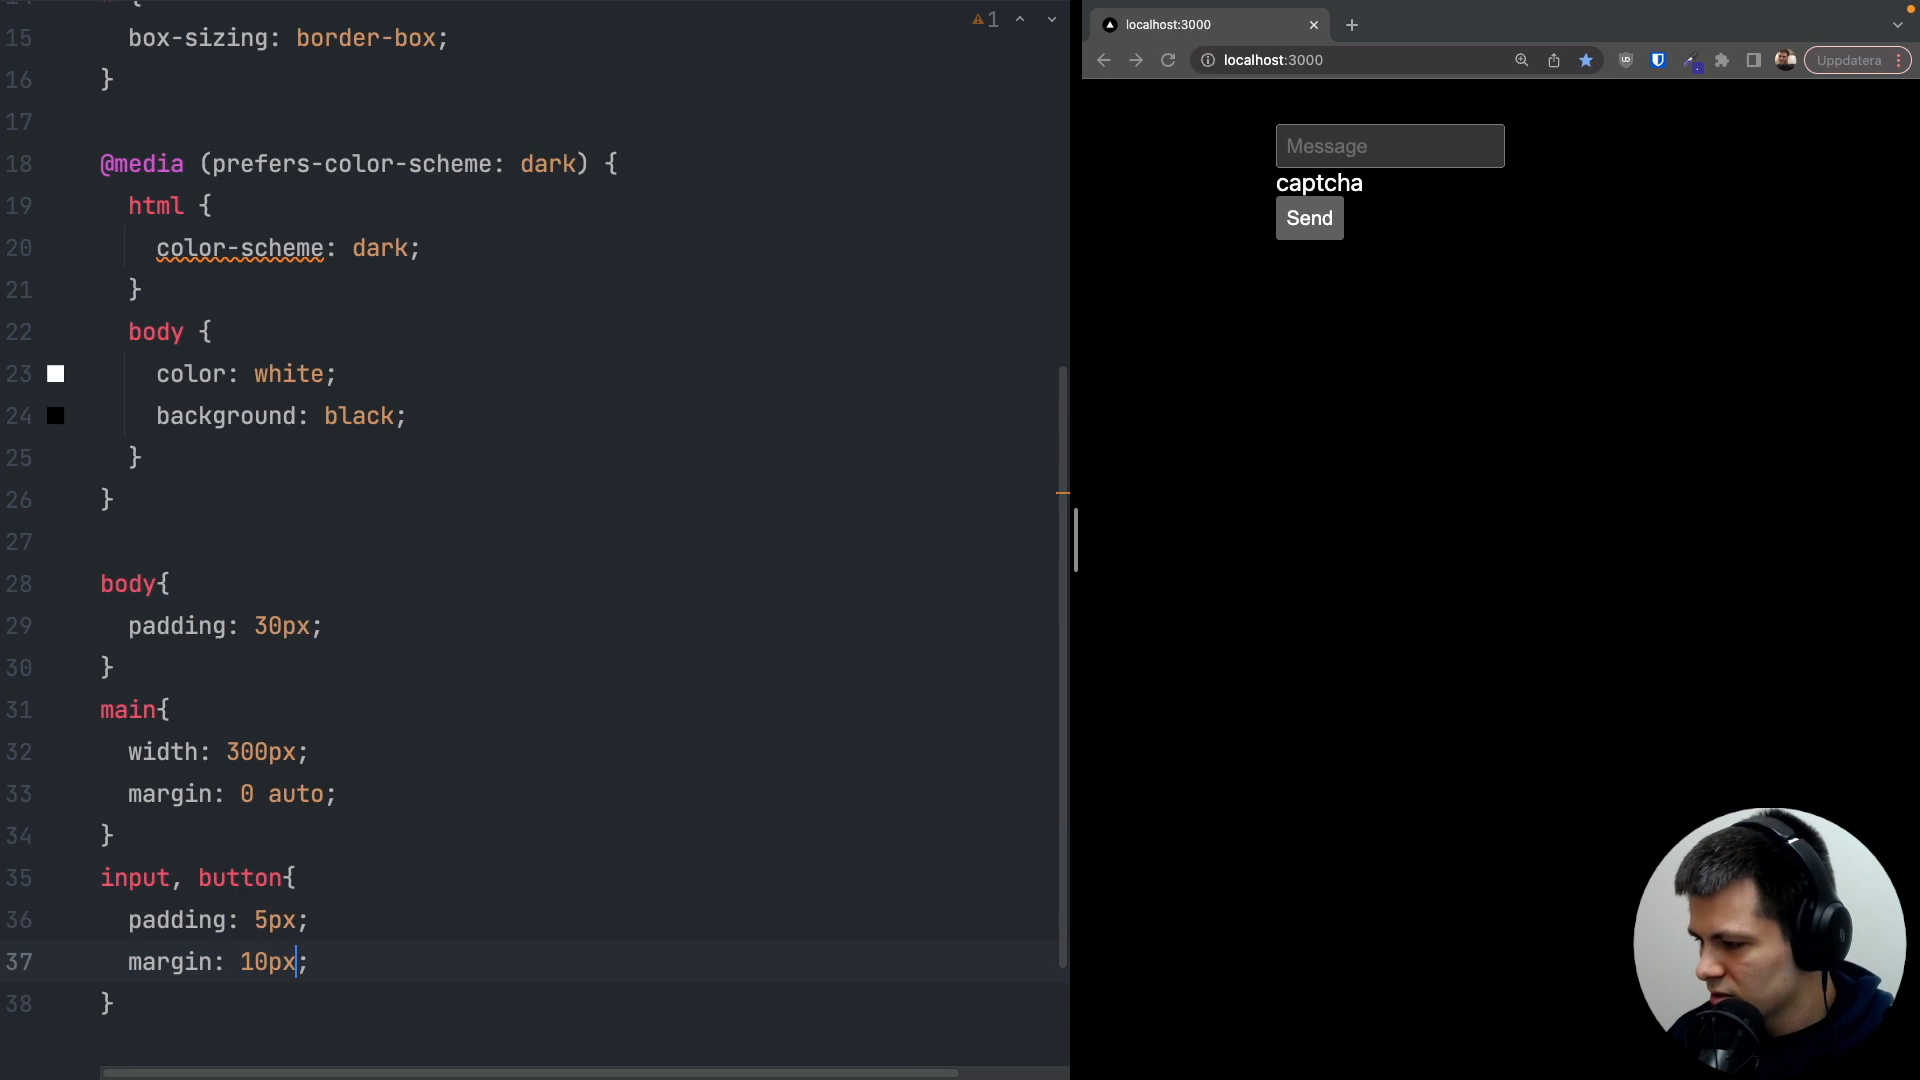 14 * {
15 box-sizing: border-box;
16 }
17
18 @media (prefers-color-scheme: dark) {
19 html {
20 color-scheme: dark;
21 }
22 body {
23 color: white;
24 background: black;
25 }
26 }
27
28 body{
29 padding: 30px;
30 }
31 main{
32 width: 300px;
33 margin: 0 auto;
34 }
35 input, button{
36 padding: 5px;
37 margin: 10px;
38 }
1
localhost:3000
localhost:3000
Uppdatera
Message
captcha
Send